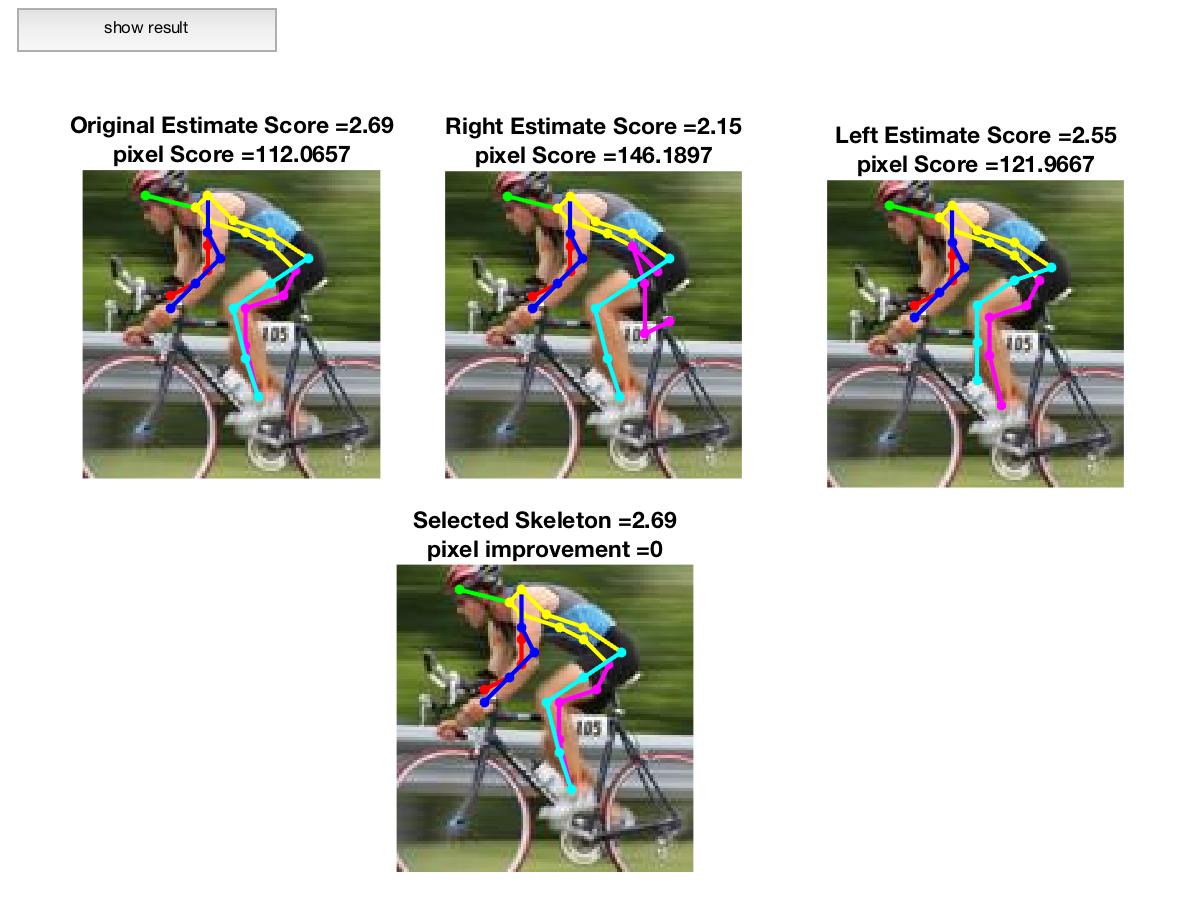 show result
Original Estimate Score =2.69
pixel Score =112.0657
Right Estimate Score =2.15
pixel Score =146.1897
Left Estimate Score =2.55
pixel Score =121.9667
105
105
Selected Skeleton =2.69
pixel improvement =0
105